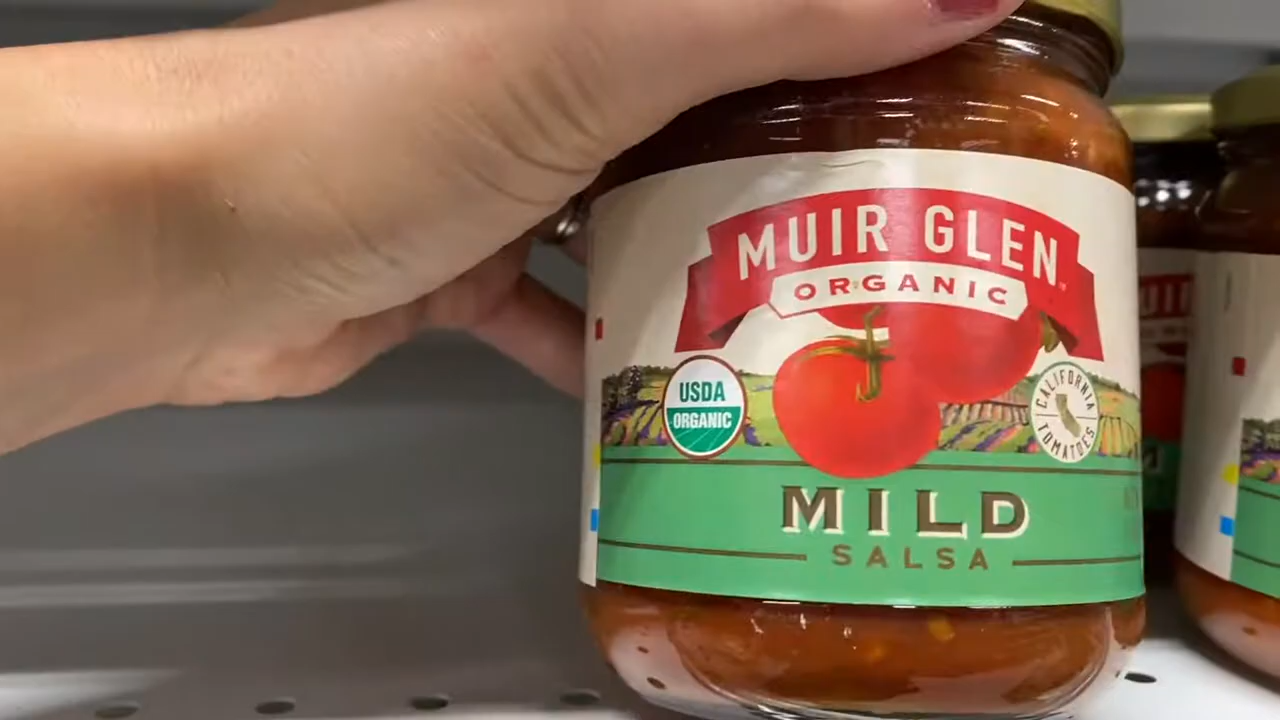 MUIR GLEN
ORGANIC
USDA
ORGANIC
CALIFORNIA
TOMATOES
MILD
SALSA